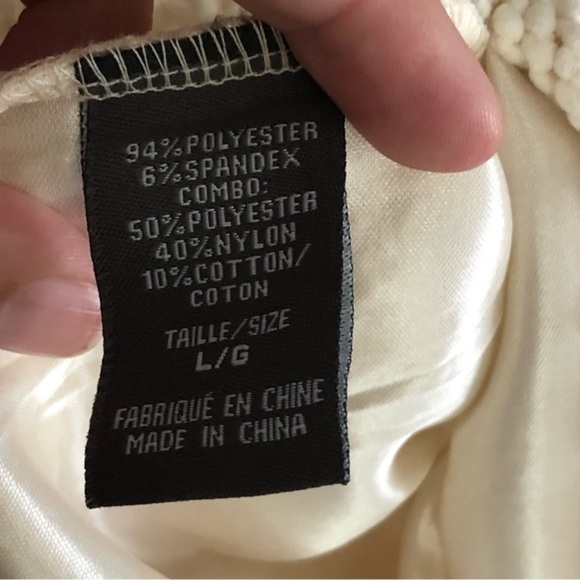 94%POLYESTER
6%SPANDEX
COMBO:
50%POLYESTER
40%NYLON
10%COTTON/
COTON
TAILLE/SIZE
L/G
FABRIQUÉ EN CHINE
MADE IN CHINA